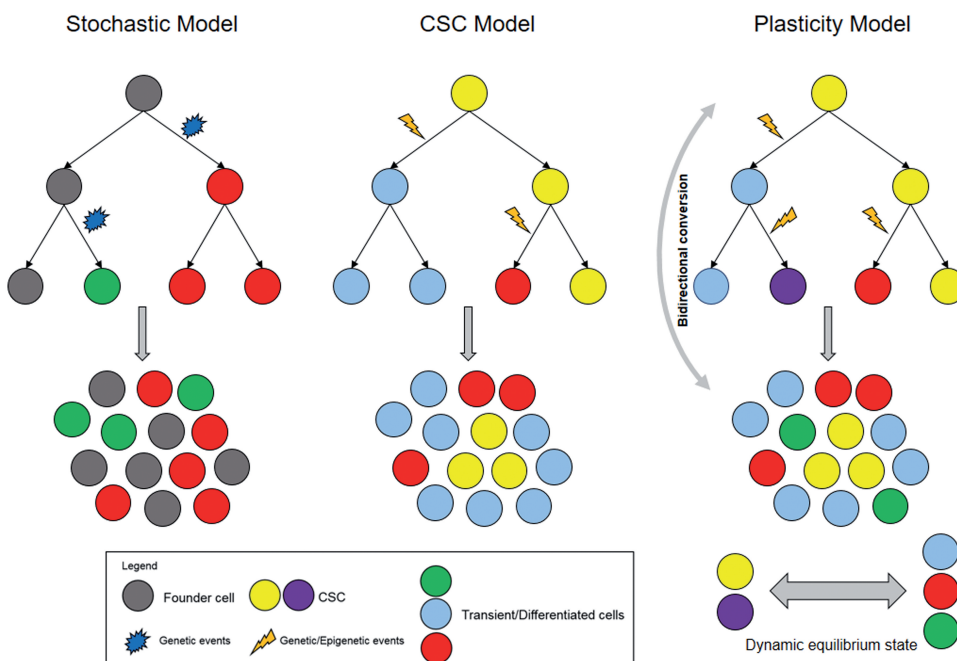 Stochastic Model
CSC Model
Plasticity Model
Bidirectional conversion
Legend
Founder cell
CSC
Transient/Differentiated cells
Genetic events
Genetic/Epigenetic events
Dynamic equilibrium state